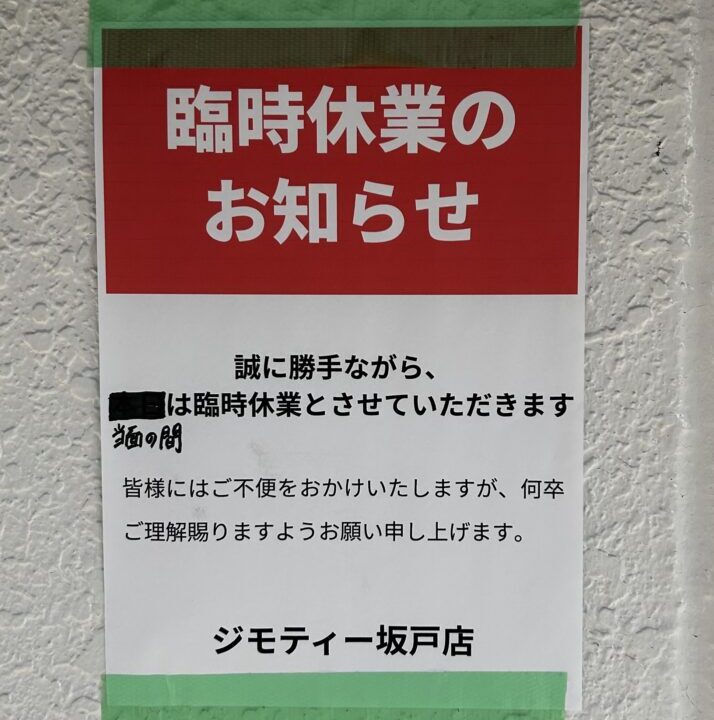 臨時休業の
お知らせ
誠に勝手ながら、
は臨時休業とさせていただきます
当面の間
皆様にはご不便をおかけいたしますが、何卒
ご理解賜りますようお願い申し上げます。
ジモティー坂戸店